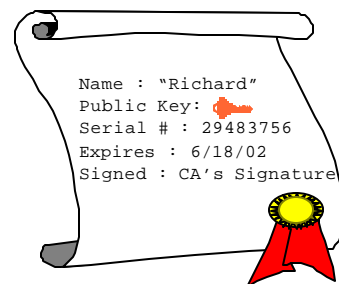 Name : “Richard”
Public Key:
Serial # : 29483756
Expires : 6/18/02
Signed : CA’s Signature